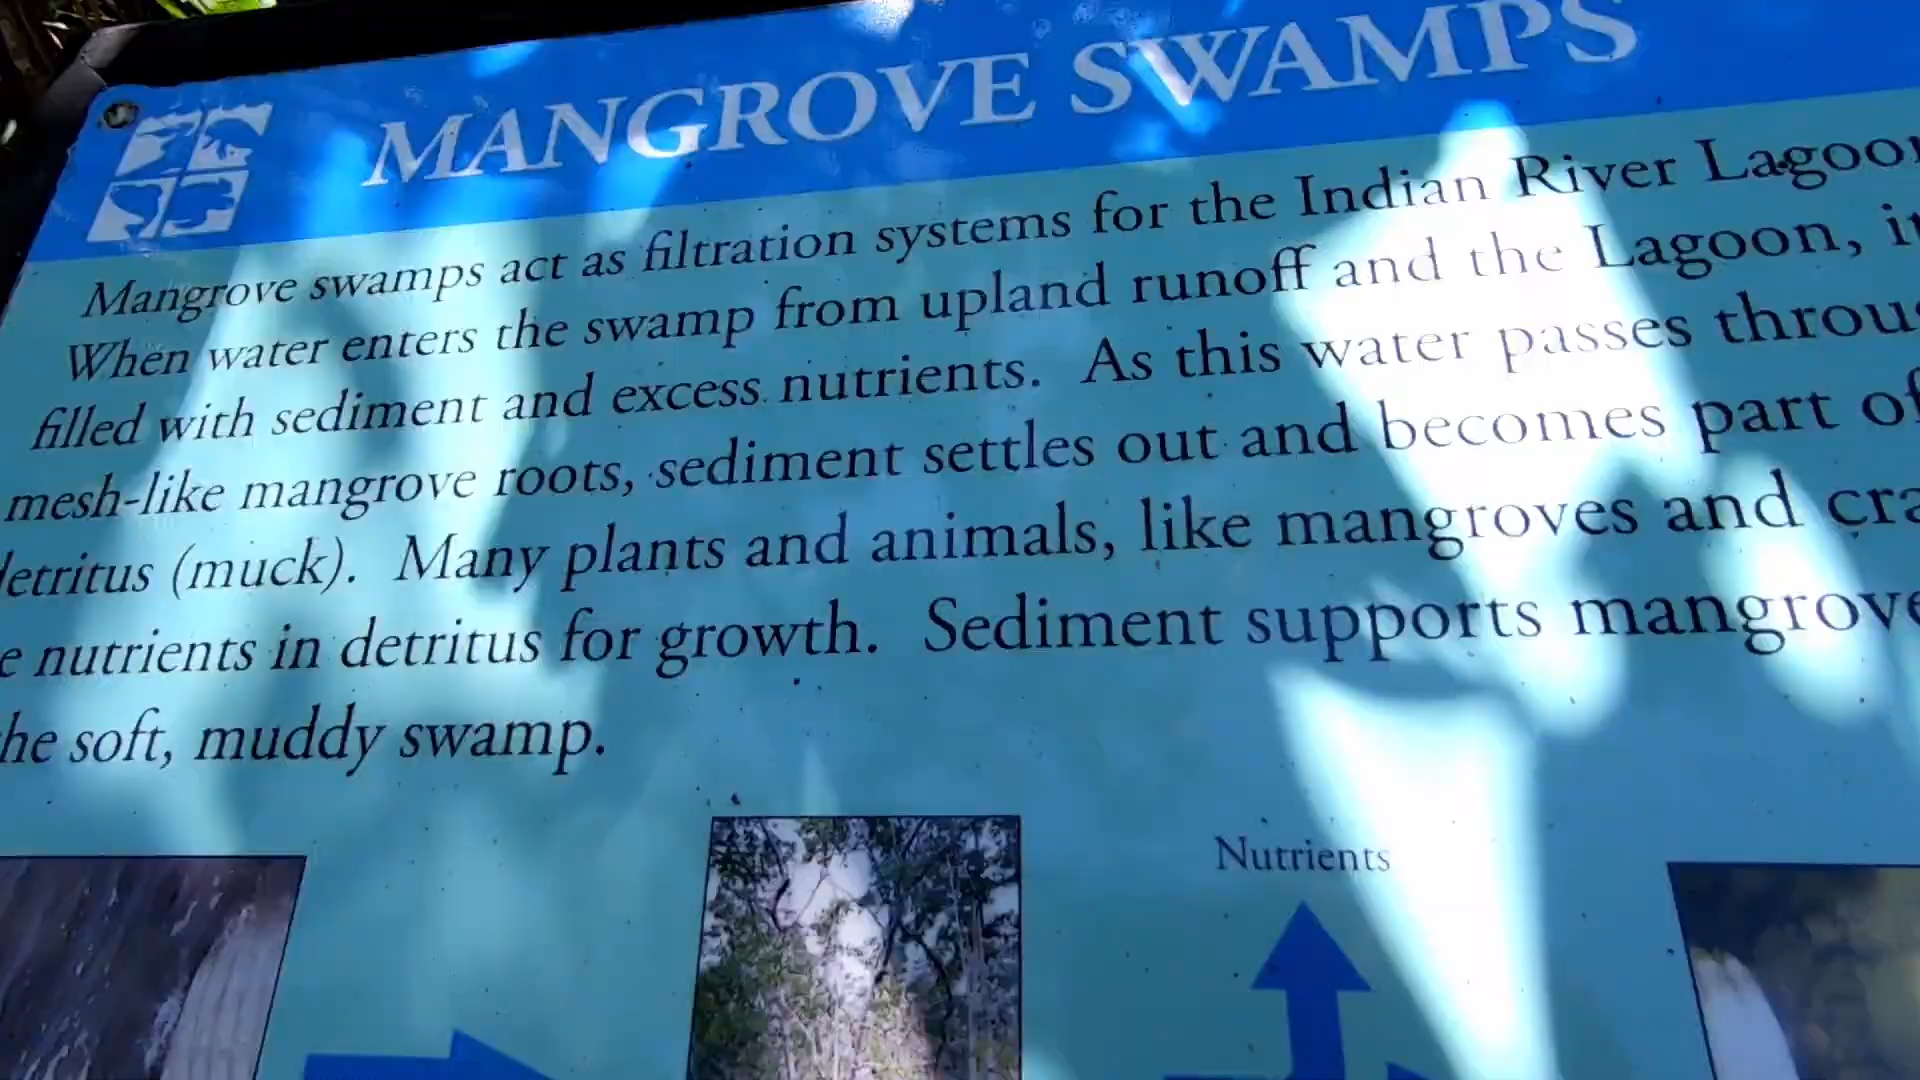 MANGROVE SWAMPS
Mangrove swamps act as filtration systems for the Indian River
When water enters the swamp from upland runoff and the Lagoon,
filled with sediment and excess nutrients. As this water passes
mesh-like mangrove roots, sediment settles out and becomes part
(muck). Many plants and animals, like mangroves and
nutrients in detritus for growth. Sediment supports
soft, muddy swamp.
Nutrients